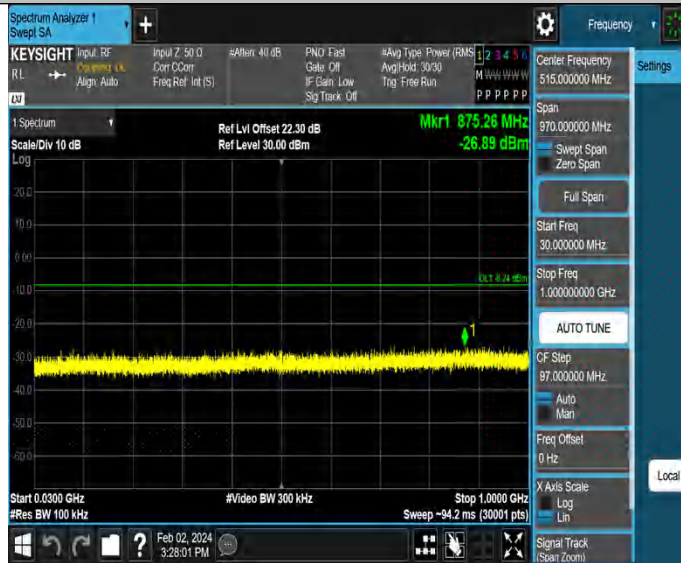 Spectrum Analyzer 1
Swept SA
+
Frequency
KEYSIGHT
RL
Input: RF
Coupling: DC
Align: Auto
Input Z: 50 Ω
Corr CCorr
Freq Ref: Int (S)
#Atten: 40 dB
PNO: Fast
Gate: Off
IF Gain: Low
Sig Track: Off
#Avg Type: Power (RMS
Avg|Hold: 30/30
Trig: Free Run
1 2 3 4 5 6
M W W W W W
P P P P P P
LXI
1 Spectrum
Scale/Div 10 dB
Ref Lvl Offset 22.30 dB
Ref Level 30.00 dBm
Mkr1 875.26 MHz
-26.89 dBm
Log
20.0
10.0
0.00
DL1 -8.24 dBm
-10.0
-20.0
1
-30.0
-40.0
-50.0
-60.0
Start 0.0300 GHz
#Video BW 300 kHz
Stop 1.0000 GHz
#Res BW 100 kHz
Sweep ~94.2 ms (30001 pts)
?
Feb 02, 2024
3:28:01 PM
Center Frequency
515.000000 MHz
Settings
Span
970.000000 MHz
Swept Span
Zero Span
Full Span
Start Freq
30.000000 MHz
Stop Freq
1.000000000 GHz
AUTO TUNE
CF Step
97.000000 MHz
Auto
Man
Freq Offset
0 Hz
Local
X Axis Scale
Log
Lin
Signal Track
(Span Zoom)